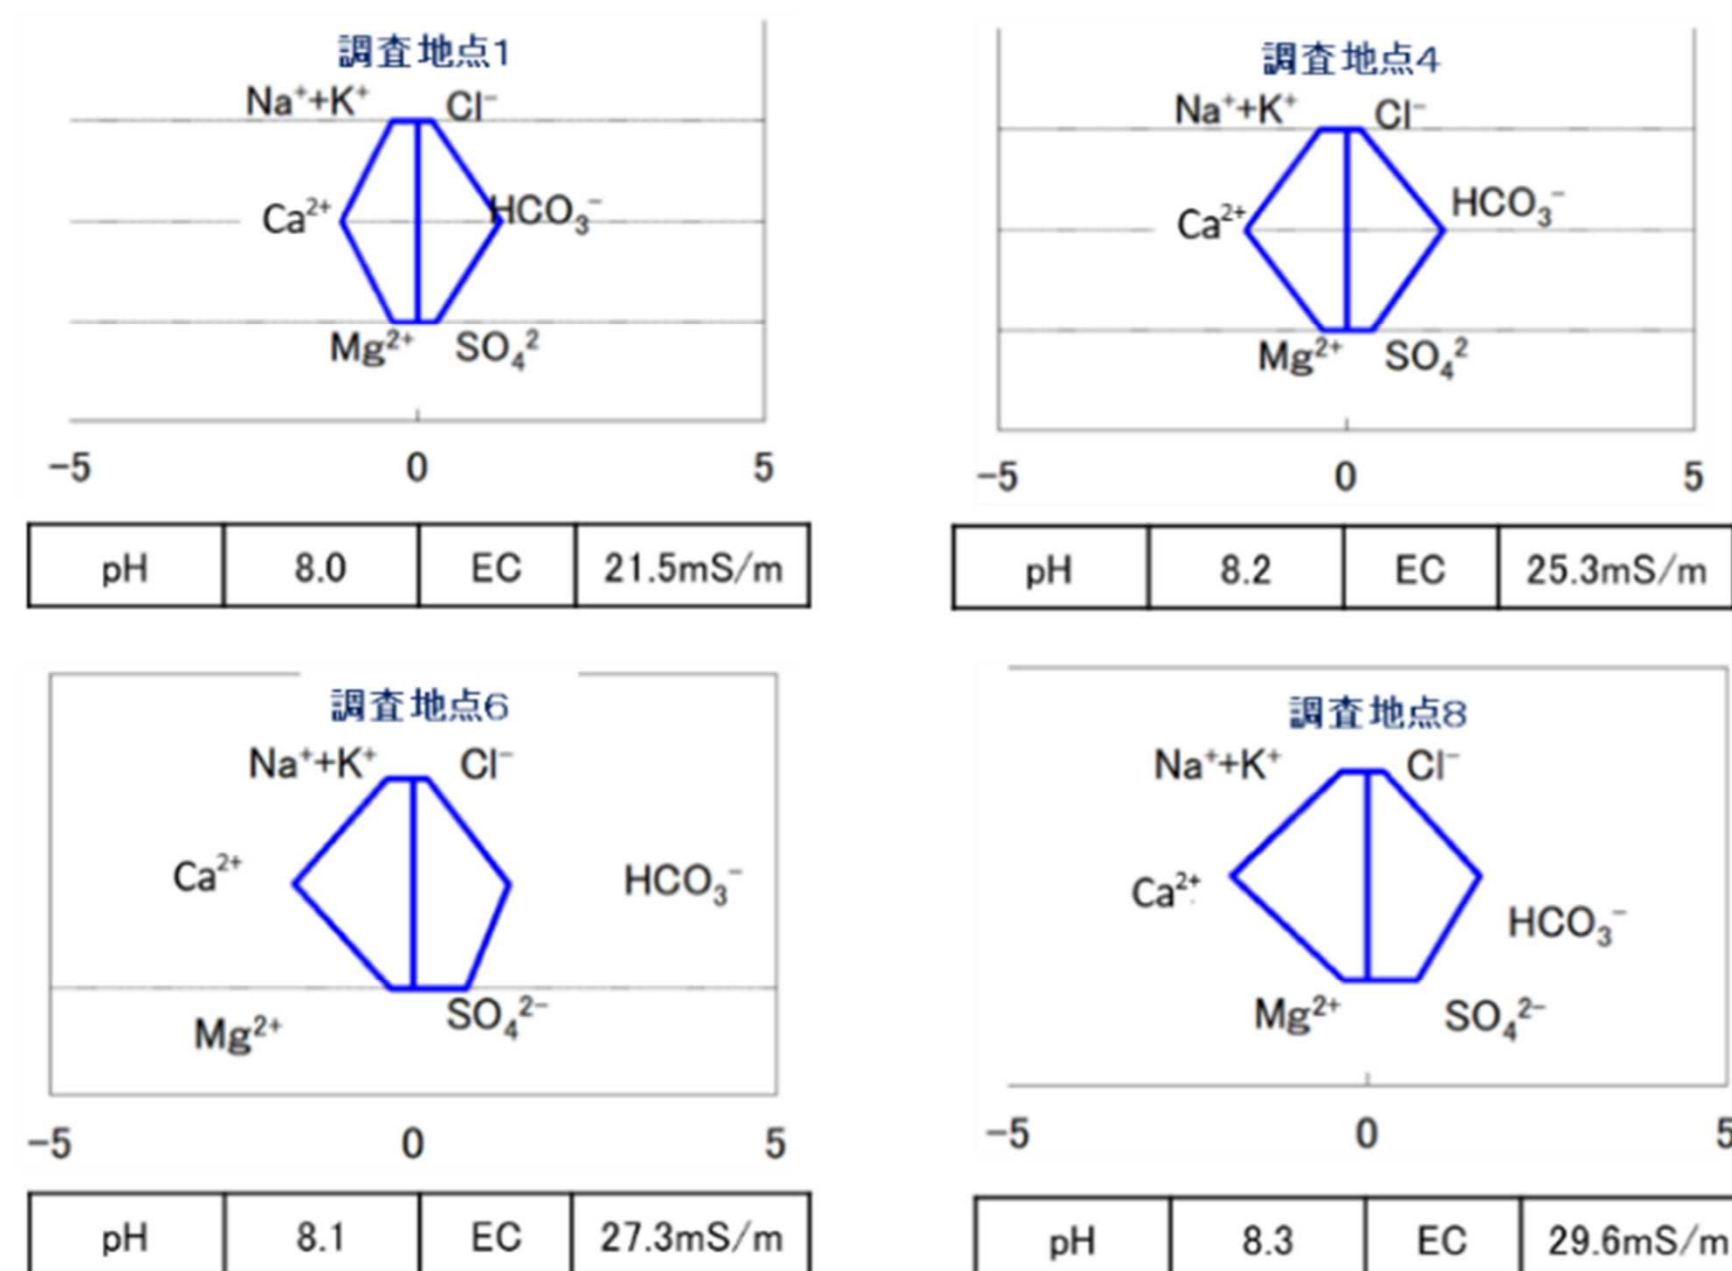 調査地点1
Na⁺+K⁺ Cl⁻
Ca²⁺ HCO₃⁻
Mg²⁺ SO₄²
-5 0 5
pH 8.0 EC 21.5mS/m
調査地点4
Na⁺+K⁺ Cl⁻
Ca²⁺ HCO₃⁻
Mg²⁺ SO₄²
-5 0 5
pH 8.2 EC 25.3mS/m
調査地点6
Na⁺+K⁺ Cl⁻
Ca²⁺ HCO₃⁻
Mg²⁺ SO₄²⁻
-5 0 5
pH 8.1 EC 27.3mS/m
調査地点8
Na⁺+K⁺ Cl⁻
Ca²⁺ HCO₃⁻
Mg²⁺ SO₄²⁻
-5 0 5
pH 8.3 EC 29.6mS/m